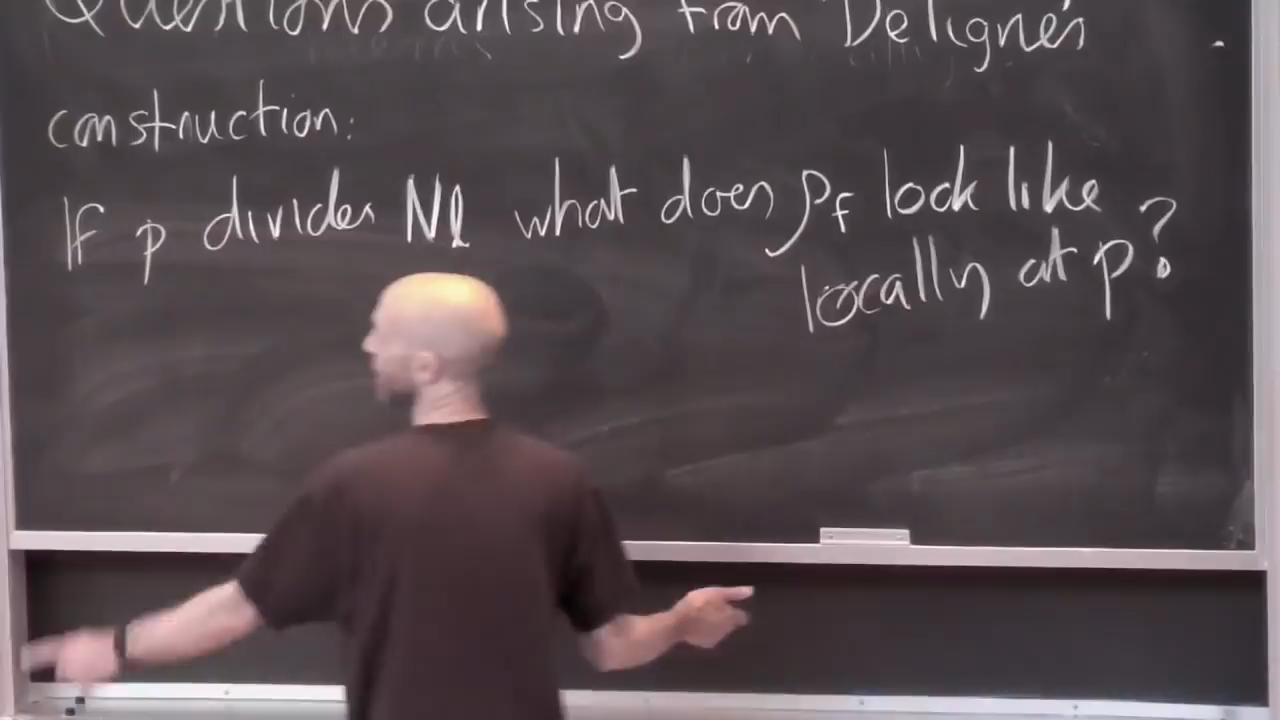 Questions arising from Deligne's
construction:
If p divides Nl what does ρf look like
locally at p?